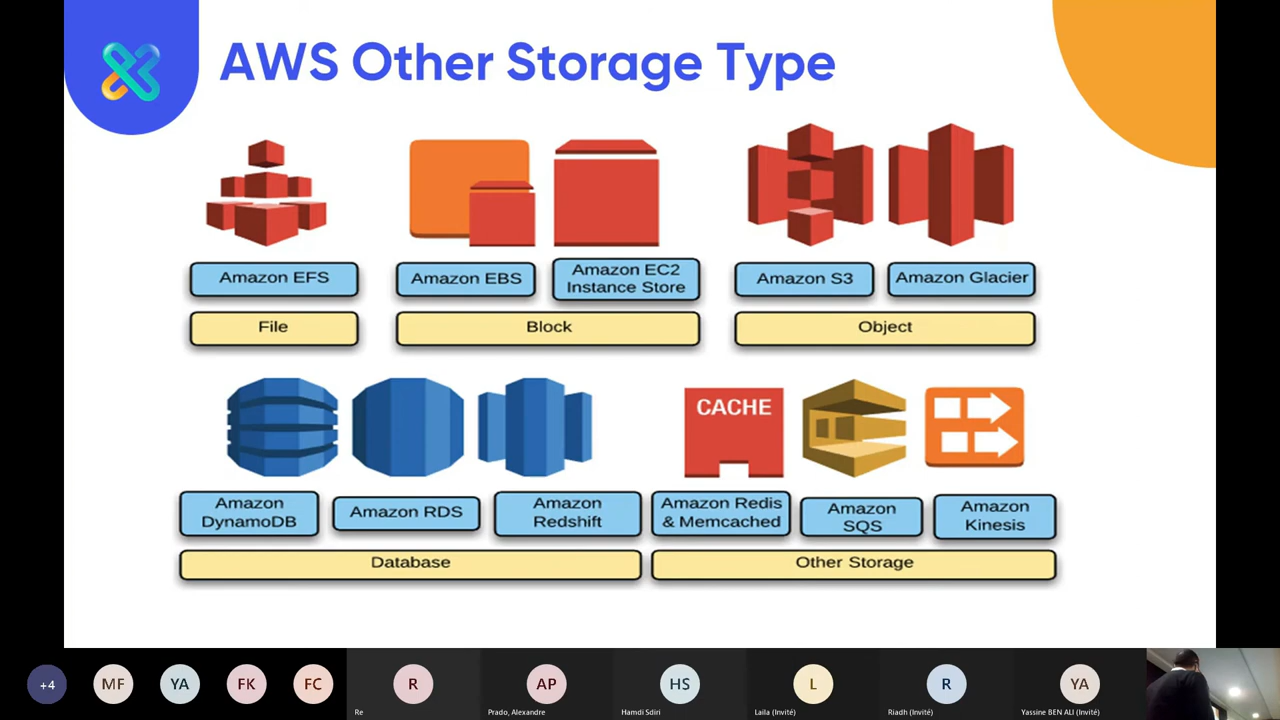 AWS Other Storage Type
Amazon EFS
Amazon EBS
Amazon EC2
Instance Store
Amazon S3
Amazon Glacier
File
Block
Object
CACHE
Amazon
DynamoDB
Amazon RDS
Amazon
Redshift
Amazon Redis
& Memcached
Amazon
SQS
Amazon
Kinesis
Database
Other Storage
+4
MF
YA
FK
FC
R
Re
AP
Prado, Alexandre
HS
Hamdi Sdiri
L
Laila (Invité)
R
Riadh (Invité)
YA
Yassine BEN ALI (Invité)